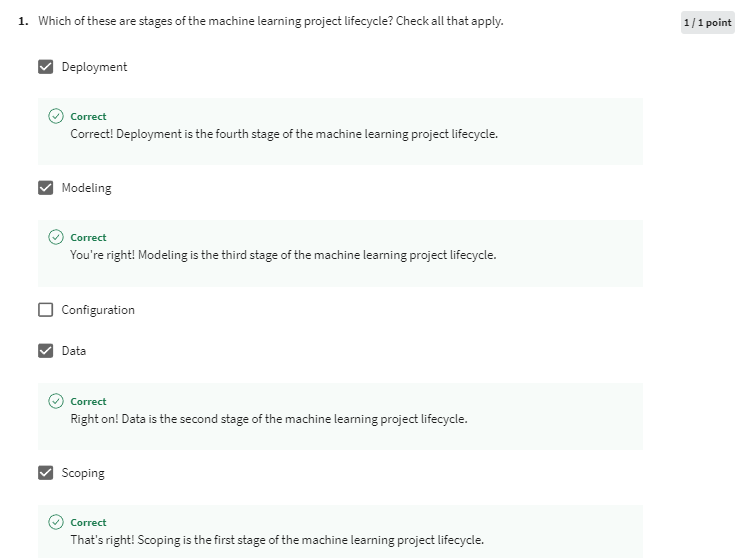 1. Which of these are stages of the machine learning project lifecycle? Check all that apply.
1 / 1 point
Deployment
Correct
Correct! Deployment is the fourth stage of the machine learning project lifecycle.
Modeling
Correct
You're right! Modeling is the third stage of the machine learning project lifecycle.
Configuration
Data
Correct
Right on! Data is the second stage of the machine learning project lifecycle.
Scoping
Correct
That's right! Scoping is the first stage of the machine learning project lifecycle.